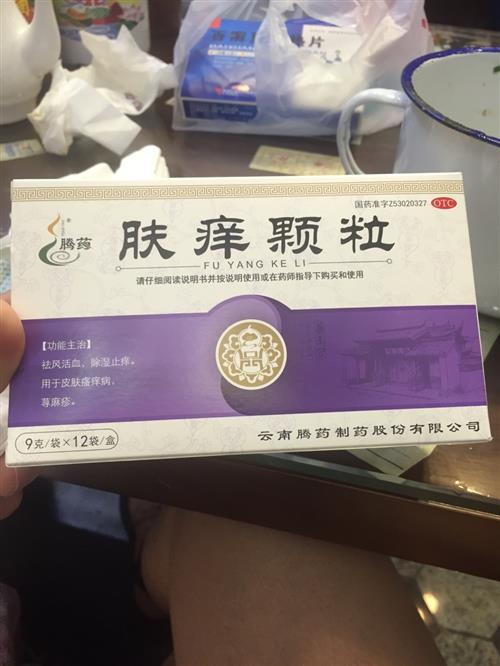 国药准字Z53020327 OTC
腾药
肤痒颗粒
FU YANG KE LI
请仔细阅读说明书并按说明使用或在药师指导下购买和使用
【功能主治】
祛风活血，除湿止痒。
用于皮肤瘙痒病，
荨麻疹。
9克/袋×12袋/盒
云南腾药制药股份有限公司